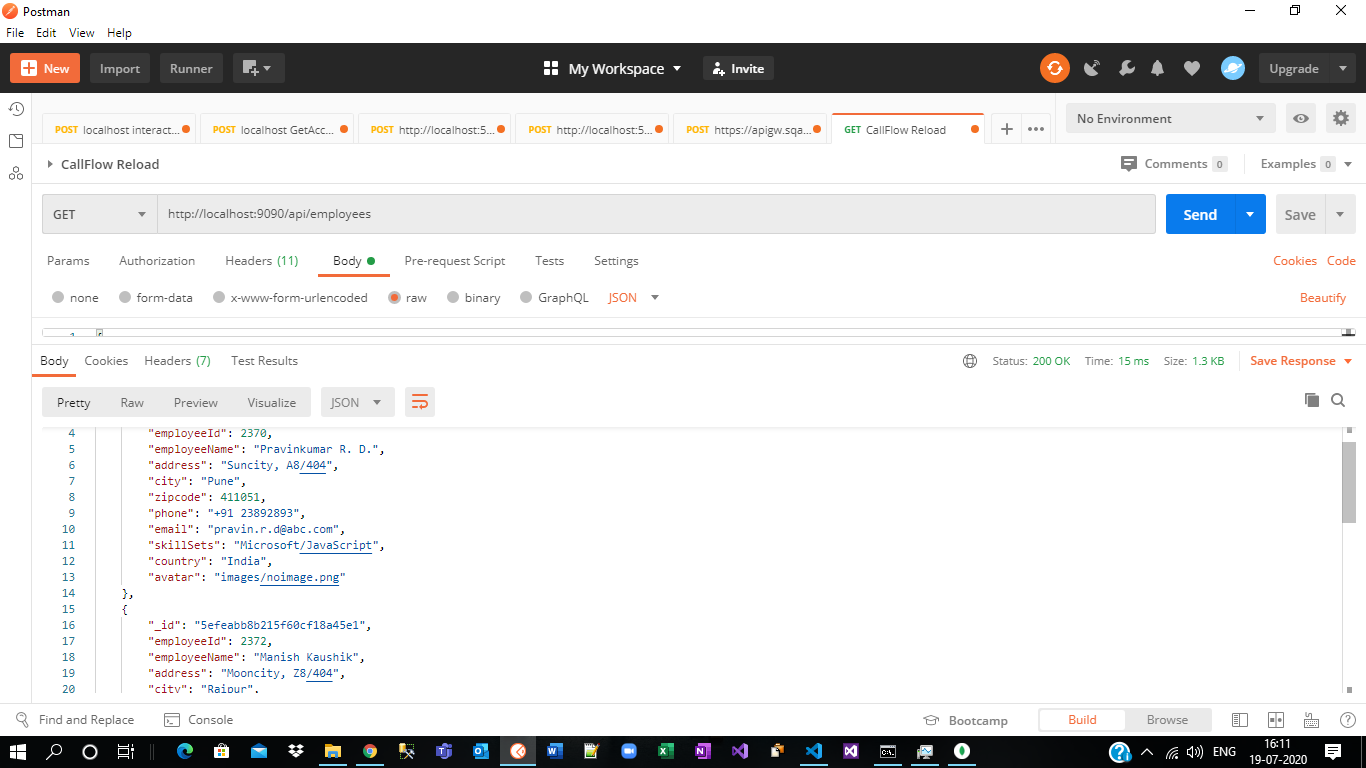 Postman
File Edit View Help
New Import Runner My Workspace Invite Upgrade
POST localhost interact... POST localhost GetAcc... POST http://localhost:5... POST http://localhost:5... POST https://apigw.sqa... GET CallFlow Reload + ••• No Environment
CallFlow Reload Comments 0 Examples 0
GET http://localhost:9090/api/employees Send Save
Params Authorization Headers (11) Body Pre-request Script Tests Settings Cookies Code
none form-data x-www-form-urlencoded raw binary GraphQL JSON Beautify
Body Cookies Headers (7) Test Results Status: 200 OK Time: 15 ms Size: 1.3 KB Save Response
Pretty Raw Preview Visualize JSON
4 "employeeId": 2370,
5 "employeeName": "Pravinkumar R. D.",
6 "address": "Suncity, A8/404",
7 "city": "Pune",
8 "zipcode": 411051,
9 "phone": "+91 23892893",
10 "email": "pravin.r.d@abc.com",
11 "skillSets": "Microsoft/JavaScript",
12 "country": "India",
13 "avatar": "images/noimage.png"
14 },
15 {
16 "_id": "5efeabb8b215f60cf18a45e1",
17 "employeeId": 2372,
18 "employeeName": "Manish Kaushik",
19 "address": "Mooncity, Z8/404",
20 "city": "Raipur",
Find and Replace Console Bootcamp Build Browse
ENG 16:11
19-07-2020